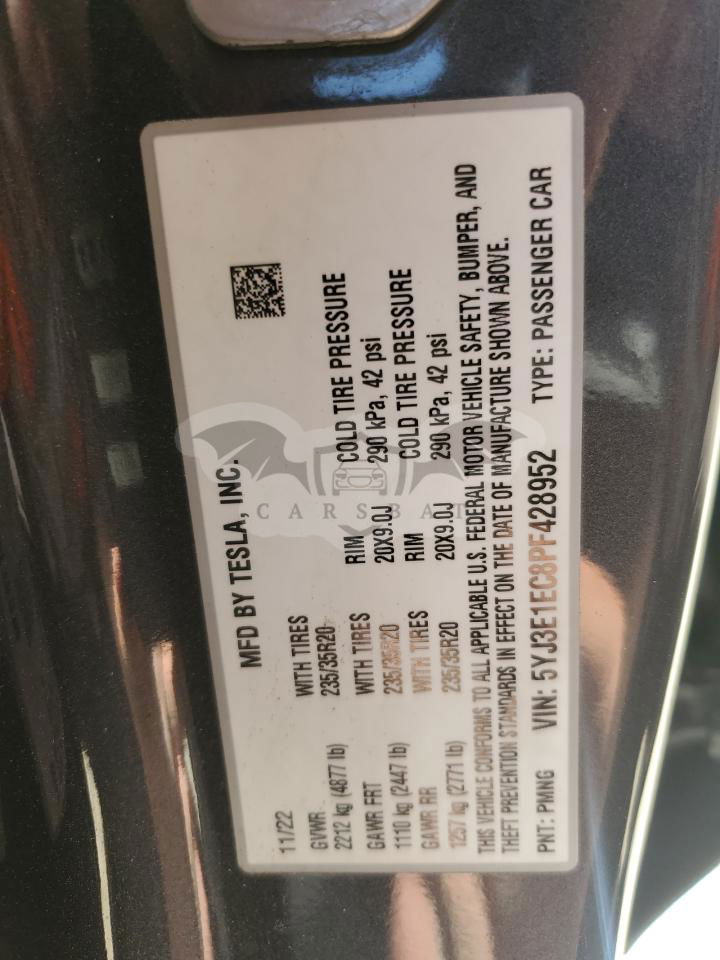 MFD BY TESLA, INC.
11/22
GVWR WITH TIRES RIM COLD TIRE PRESSURE
2212 kg (4877 lb) 235/35R20 20X9.0J 290 kPa, 42 psi
GAWR FRT WITH TIRES RIM COLD TIRE PRESSURE
1110 kg (2447 lb) 235/35R20 20X9.0J 290 kPa, 42 psi
GAWR RR WITH TIRES
1257 kg (2771 lb) 235/35R20
THIS VEHICLE CONFORMS TO ALL APPLICABLE U.S. FEDERAL MOTOR VEHICLE SAFETY, BUMPER, AND
THEFT PREVENTION STANDARDS IN EFFECT ON THE DATE OF MANUFACTURE SHOWN ABOVE.
PNT: PMNG VIN: 5YJ3E1EC8PF428952 TYPE: PASSENGER CAR
CARSBAT